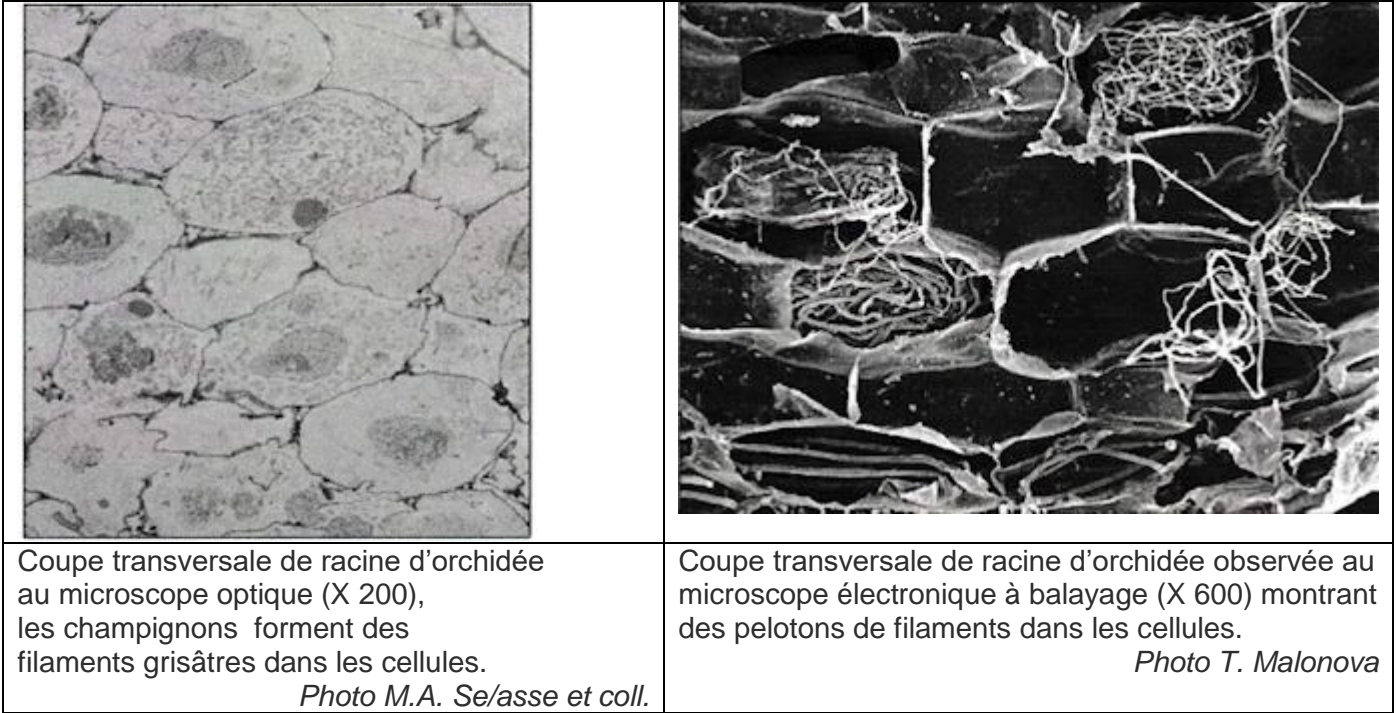 Coupe transversale de racine d'orchidée
au microscope optique (X 200),
les champignons  forment des
filaments grisâtres dans les cellules.
Photo M.A. Se/asse et coll.
Coupe transversale de racine d'orchidée observée au
microscope électronique à balayage (X 600) montrant
des pelotons de filaments dans les cellules.
Photo T. Malonova